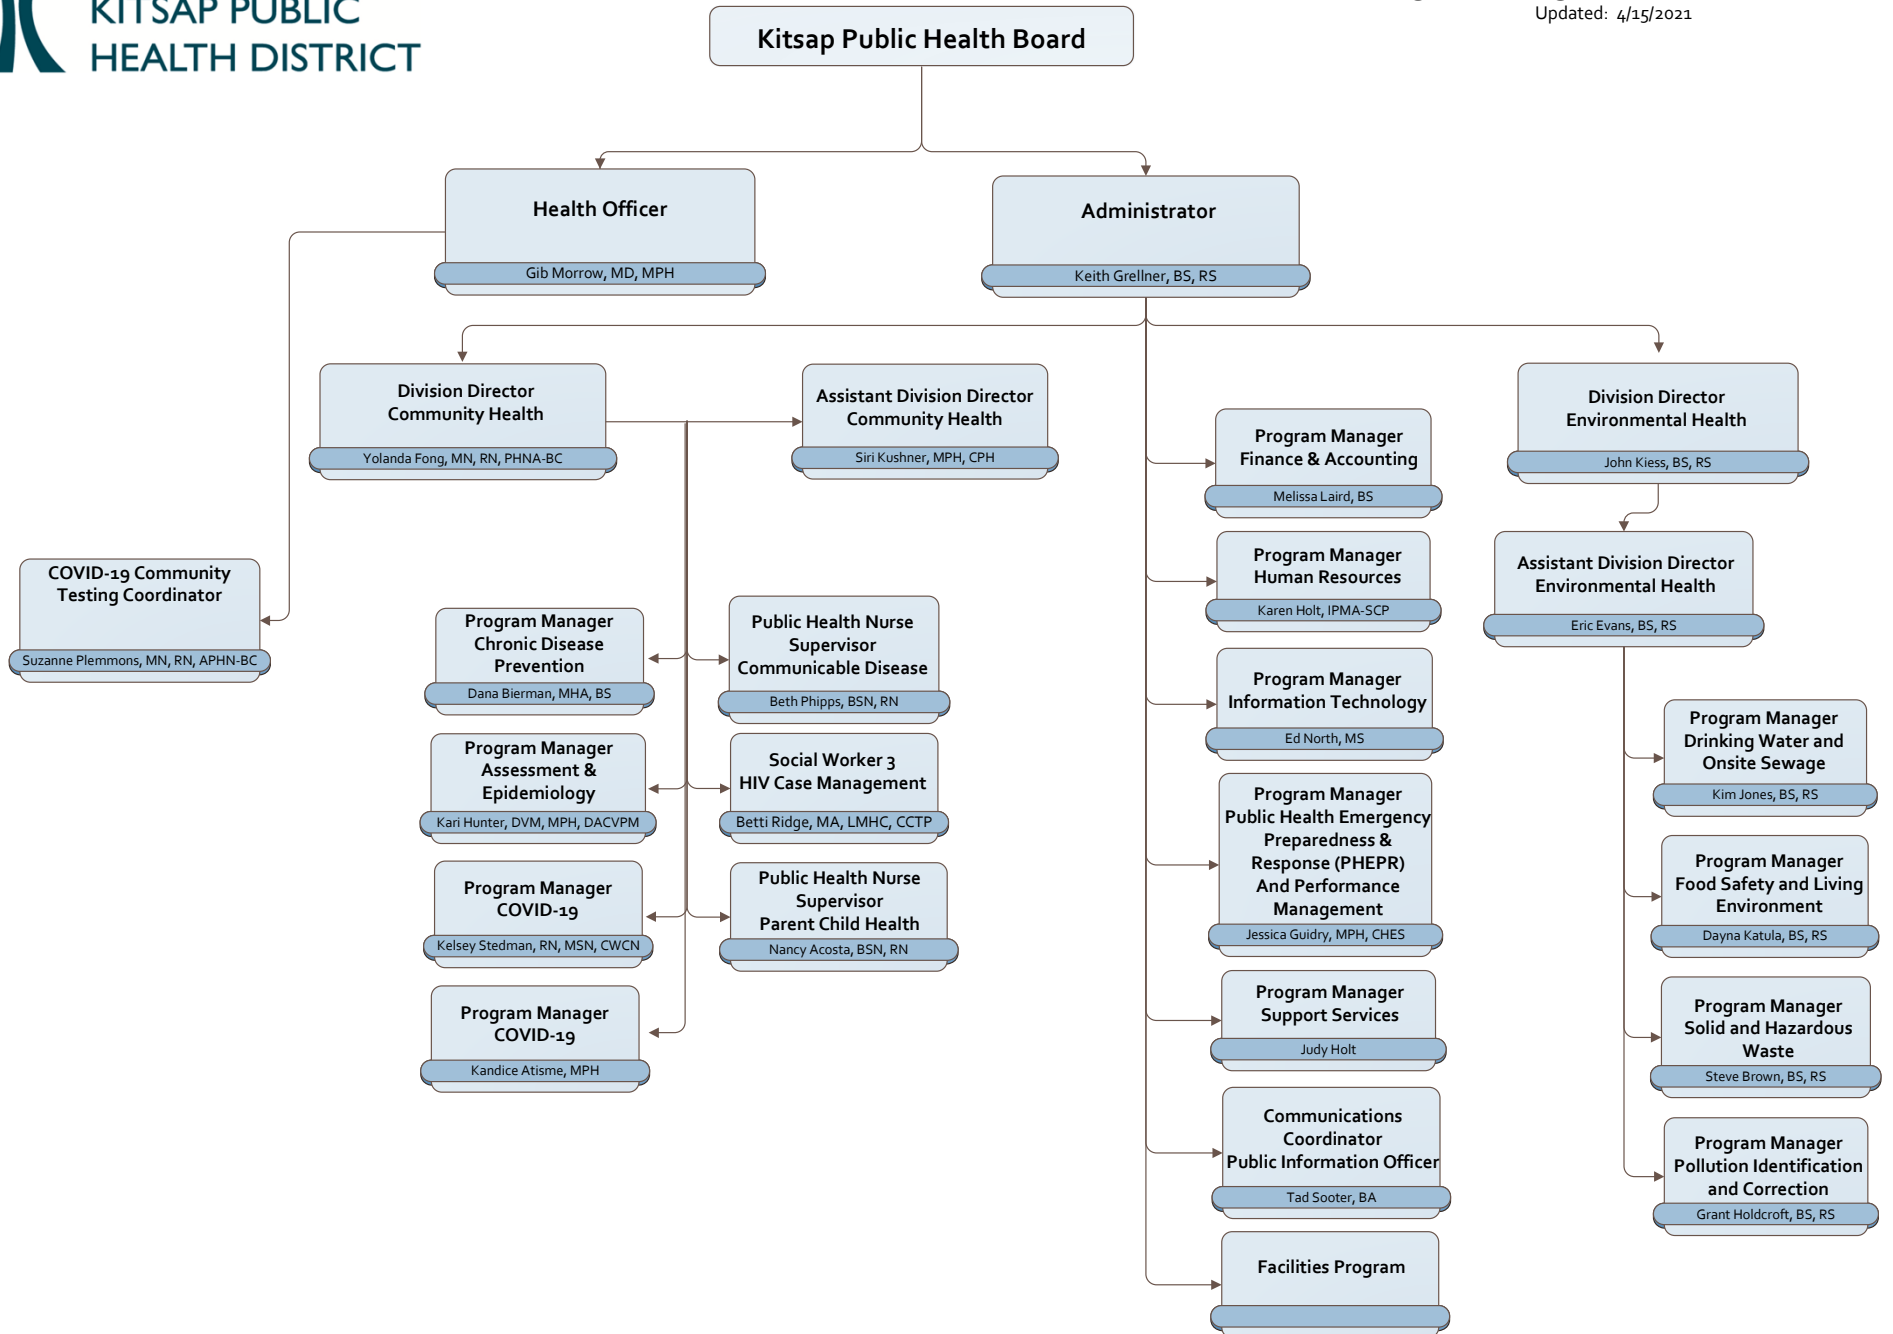 KITSAP PUBLIC
HEALTH DISTRICT
Updated: 4/15/2021
Kitsap Public Health Board
Health Officer
Gib Morrow, MD, MPH
Administrator
Keith Grellner, BS, RS
Division Director
Community Health
Yolanda Fong, MN, RN, PHNA-BC
Assistant Division Director
Community Health
Siri Kushner, MPH, CPH
Division Director
Environmental Health
John Kiess, BS, RS
Assistant Division Director
Environmental Health
Eric Evans, BS, RS
COVID-19 Community
Testing Coordinator
Suzanne Plemmons, MN, RN, APHN-BC
Program Manager
Chronic Disease
Prevention
Dana Bierman, MHA, BS
Program Manager
Assessment &
Epidemiology
Kari Hunter, DVM, MPH, DACVPM
Program Manager
COVID-19
Kelsey Stedman, RN, MSN, CWCN
Program Manager
COVID-19
Kandice Atisme, MPH
Public Health Nurse
Supervisor
Communicable Disease
Beth Phipps, BSN, RN
Social Worker 3
HIV Case Management
Betti Ridge, MA, LMHC, CCTP
Public Health Nurse
Supervisor
Parent Child Health
Nancy Acosta, BSN, RN
Program Manager
Finance & Accounting
Melissa Laird, BS
Program Manager
Human Resources
Karen Holt, IPMA-SCP
Program Manager
Information Technology
Ed North, MS
Program Manager
Public Health Emergency
Preparedness &
Response (PHEPR)
And Performance
Management
Jessica Guidry, MPH, CHES
Program Manager
Support Services
Judy Holt
Communications
Coordinator
Public Information Officer
Tad Sooter, BA
Facilities Program
Program Manager
Drinking Water and
Onsite Sewage
Kim Jones, BS, RS
Program Manager
Food Safety and Living
Environment
Dayna Katula, BS, RS
Program Manager
Solid and Hazardous
Waste
Steve Brown, BS, RS
Program Manager
Pollution Identification
and Correction
Grant Holdcroft, BS, RS